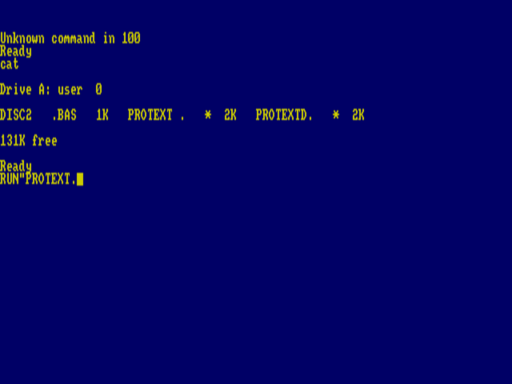 Unknown command in 100
Ready
cat
Drive A: user  0
DISC2   .BAS   1K   PROTEXT .   *  2K   PROTEXTD.   *  2K
131K free
Ready
RUN"PROTEXT.